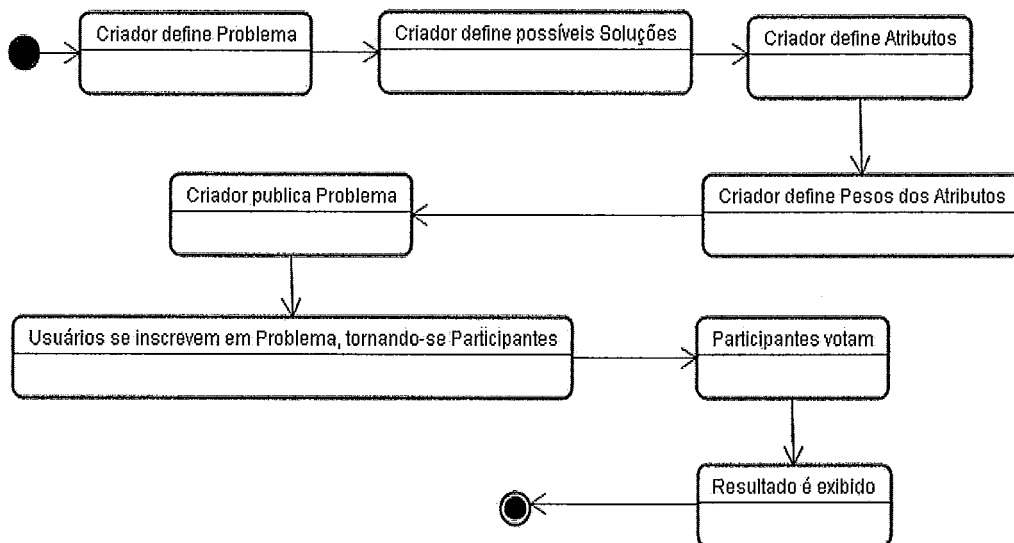 Criador define Problema
Criador define possíveis Soluções
Criador define Atributos
Criador define Pesos dos Atributos
Criador publica Problema
Usuários se inscrevem em Problema, tornando-se Participantes
Participantes votam
Resultado é exibido